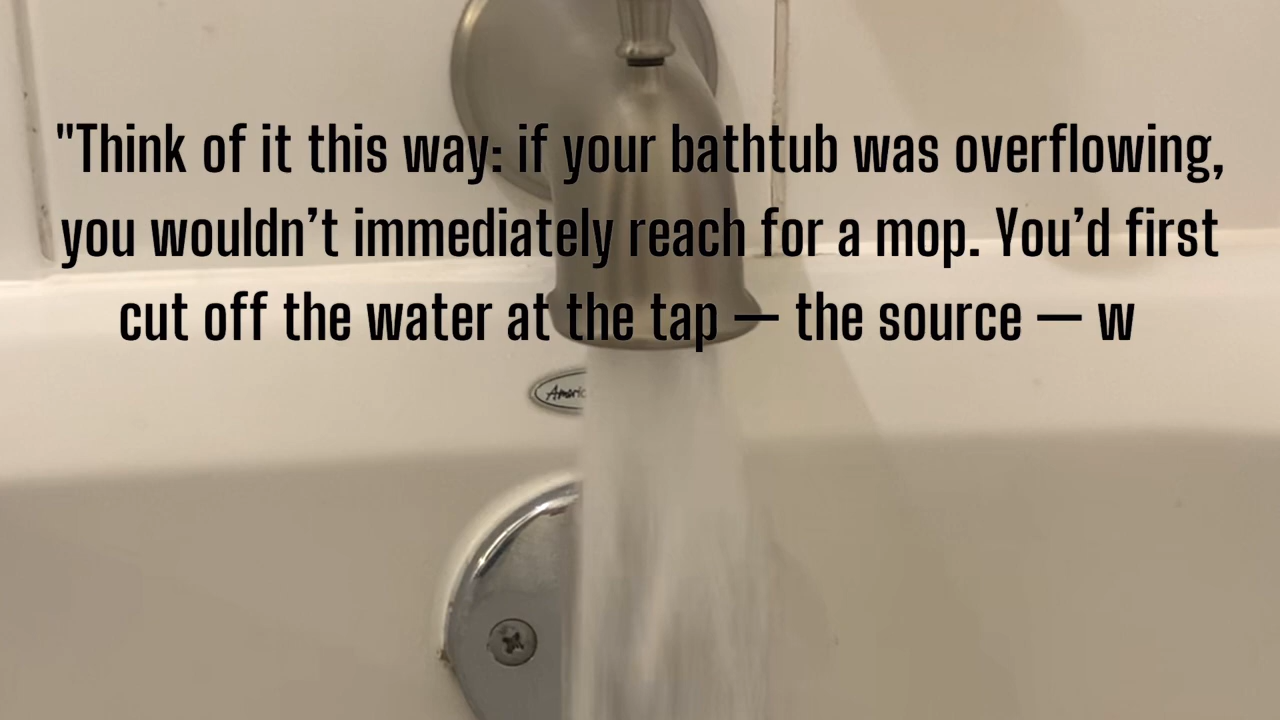 "Think of it this way: if your bathtub was overflowing,
you wouldn’t immediately reach for a mop. You’d first
cut off the water at the tap — the source — w